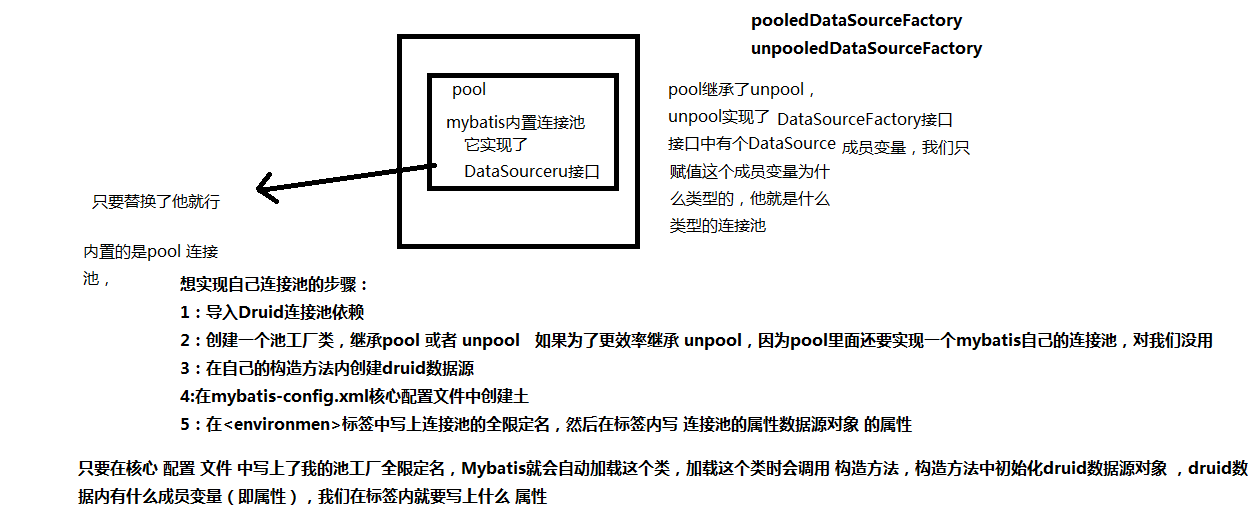 pooledDataSourceFactory
unpooledDataSourceFactory
pool
mybatis内置连接池
它实现了
DataSourceru接口
pool继承了unpool，
unpool实现了 DataSourceFactory接口
接口中有个DataSource 成员变量，我们只
赋值这个成员变量为什
么类型的，他就是什么
类型的连接池
只要替换了他就行
内置的是pool 连接
池，
想实现自己连接池的步骤：
1：导入Druid连接池依赖
2：创建一个池工厂类，继承pool 或者 unpool 如果为了更效率继承 unpool，因为pool里面还要实现一个mybatis自己的连接池，对我们没用
3：在自己的构造方法内创建druid数据源
4:在mybatis-config.xml核心配置文件中创建土
5：在<environmen>标签中写上连接池的全限定名，然后在标签内写 连接池的属性数据源对象 的属性
只要在核心 配置 文件 中写上了我的池工厂全限定名，Mybatis就会自动加载这个类，加载这个类时会调用 构造方法，构造方法中初始化druid数据源对象 ，druid数
据内有什么成员变量（即属性），我们在标签内就要写上什么 属性